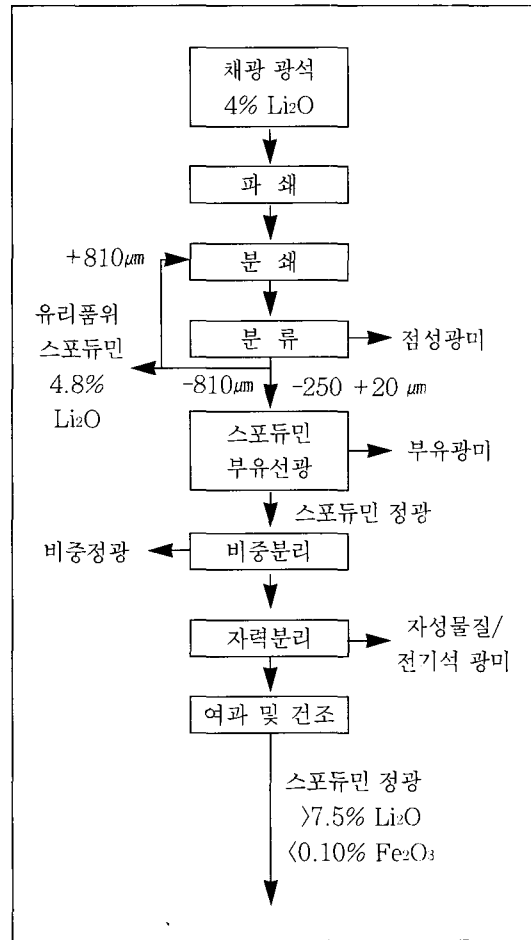 채광 광석
4% Li₂O
파 쇄
+810㎛
분 쇄
유리품위
스포듀민
4.8%
Li₂O
분 류
점성광미
-810㎛
-250 +20 ㎛
스포듀민
부유선광
부유광미
스포듀민 정광
비중정광
비중분리
자력분리
자성물질/
전기석 광미
여과 및 건조
스포듀민 정광
>7.5% Li₂O
<0.10% Fe₂O₃